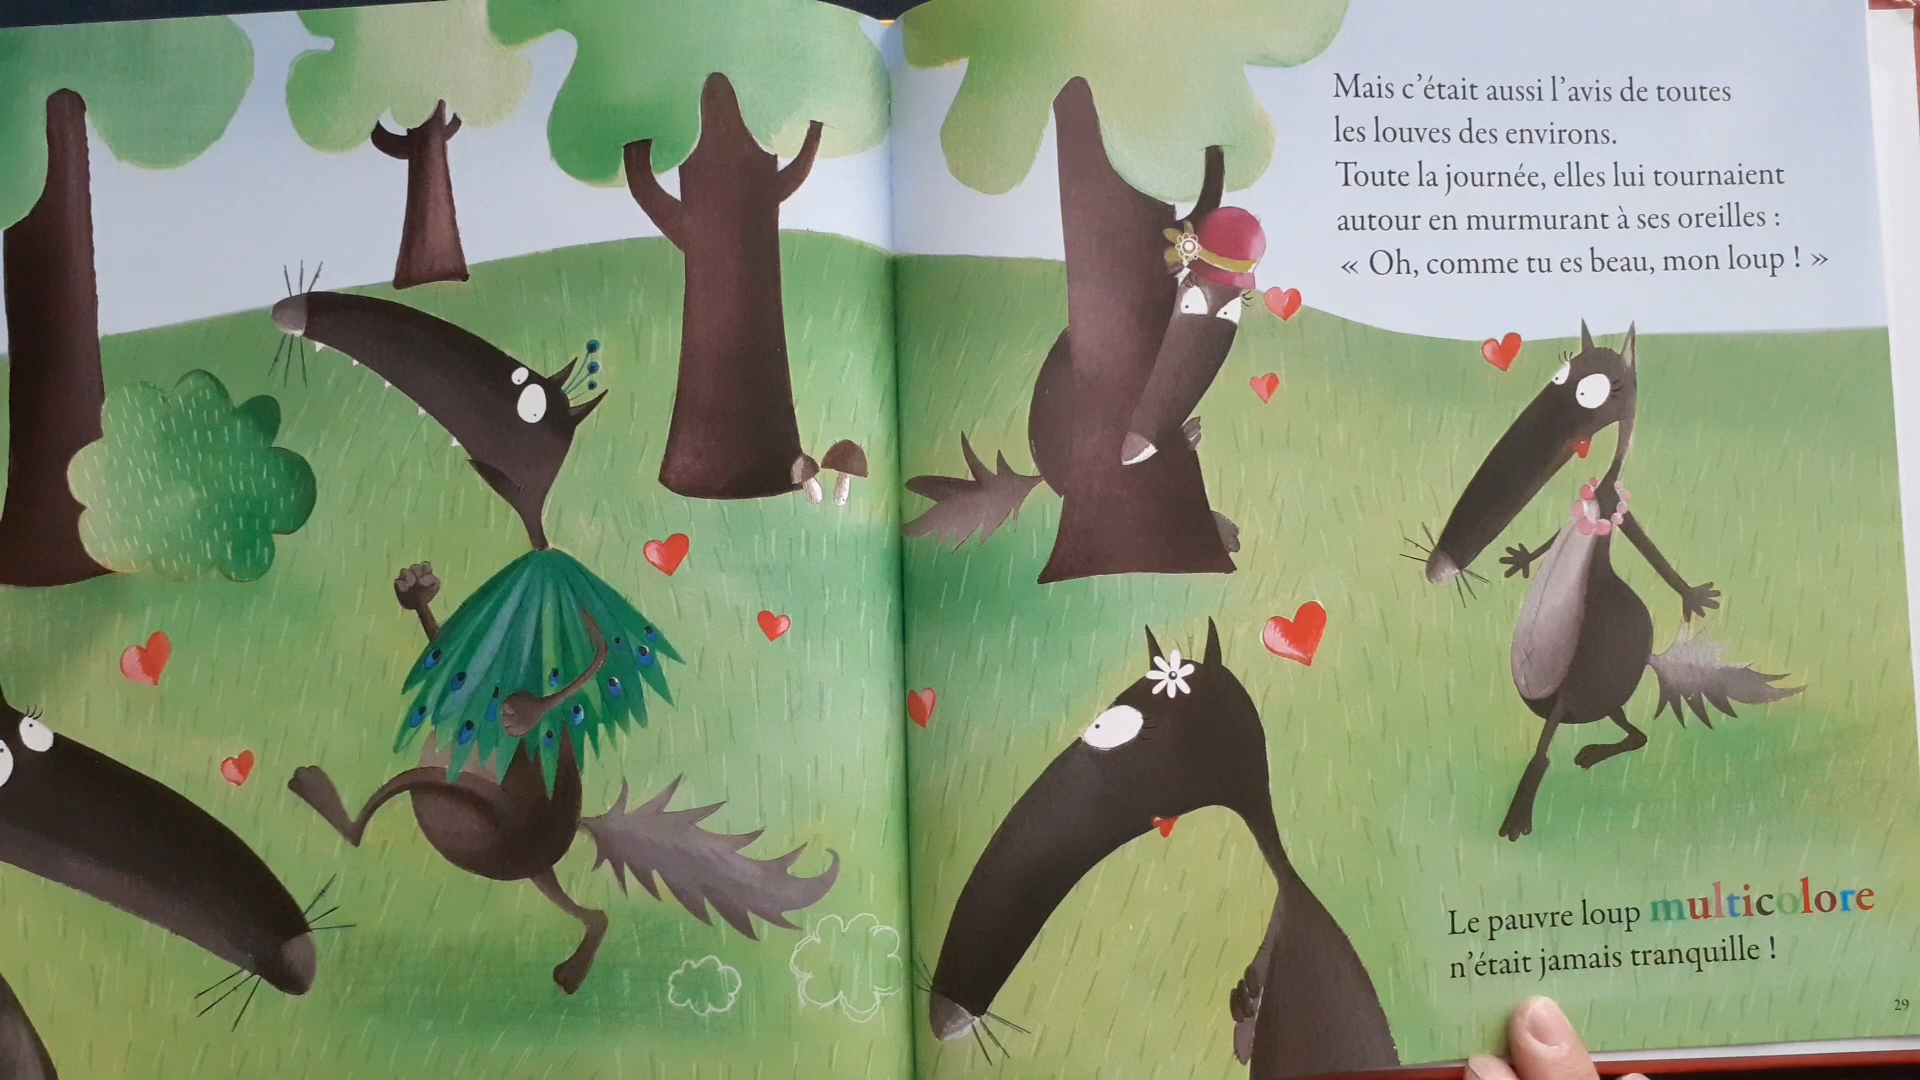 Mais c'était aussi l'avis de toutes
les louves des environs.
Toute la journée, elles lui tournaient
autour en murmurant à ses oreilles :
« Oh, comme tu es beau, mon loup ! »
Le pauvre loup multicolore
n'était jamais tranquille !
29